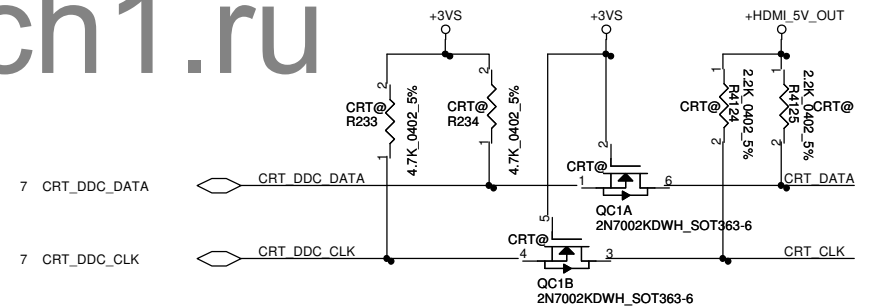 ch1.ru
+3VS
+3VS
+HDMI_5V_OUT
2
2
1
1
CRT@
R233
4.7K_0402_5%
CRT@
R234
4.7K_0402_5%
CRT@
R4124
2.2K_0402_5%
R4125
2.2K_0402_5%
CRT@
1
1
2
2
2
CRT@
7 CRT_DDC_DATA
CRT_DDC_DATA
1
6
CRT_DATA
QC1A
2N7002KDWH_SOT363-6
5
CRT@
7 CRT_DDC_CLK
CRT_DDC_CLK
4
3
CRT_CLK
QC1B
2N7002KDWH_SOT363-6